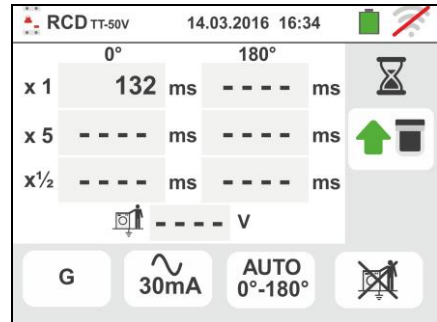 RCD TT-50V 14.03.2016 16:34
0° 180°
x 1 132 ms - - - - ms
x 5 - - - - ms - - - - ms
x½ - - - - ms - - - - ms
- - - - V
G 30mA AUTO 0°-180°